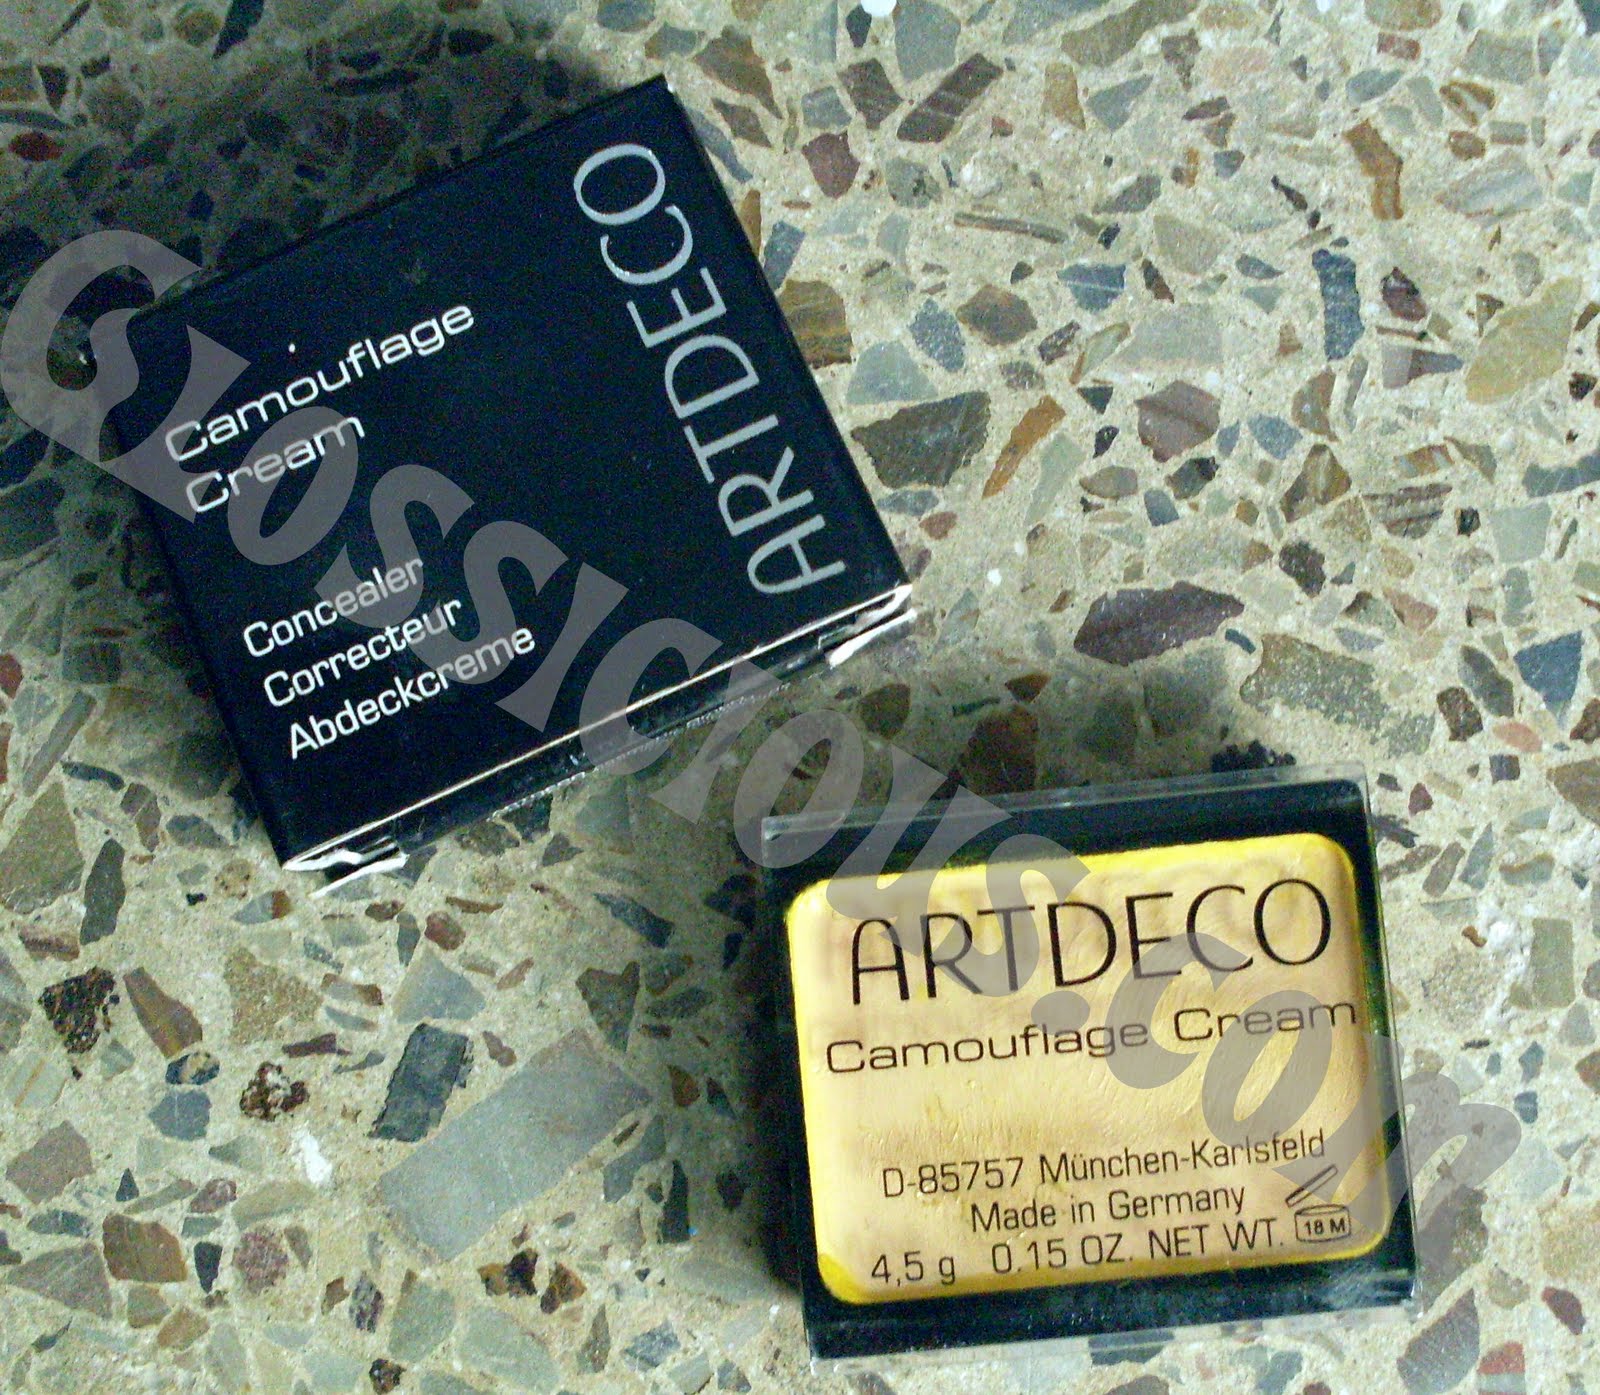 ARTDECO
Camouflage
Cream
Concealer
Correcteur
Abdeckcreme
Glossicious.com
ARTDECO
Camouflage Cream
D-85757 München-Karlsfeld
Made in Germany
4,5 g 0.15 OZ. NET WT.
18 M